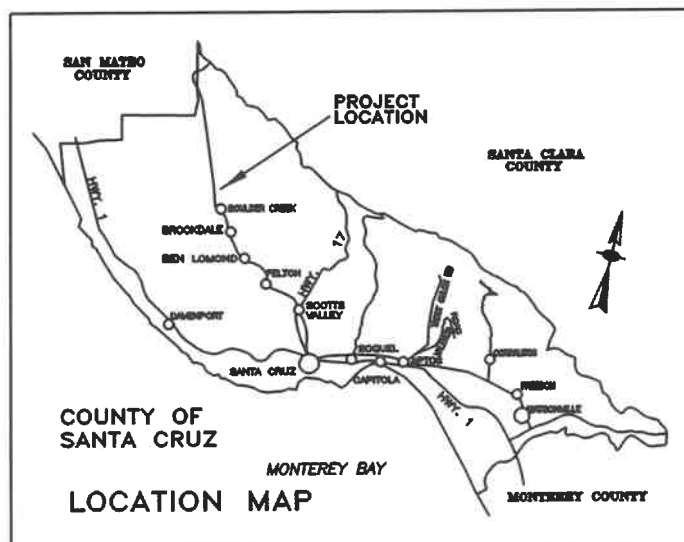 SAN MATEO
COUNTY
PROJECT
LOCATION
SANTA CLARA
COUNTY
HWY. 1
BOULDER CREEK
BROOKDALE
HWY. 17
BEN LOMOND
FELTON
SCOTTS
VALLEY
DAVENPORT
SOQUEL
APTOS
CORRALITOS
SANTA CRUZ
CAPITOLA
FREEDOM
WATSONVILLE
HWY. 1
COUNTY OF
SANTA CRUZ
MONTEREY BAY
MONTEREY COUNTY
LOCATION MAP